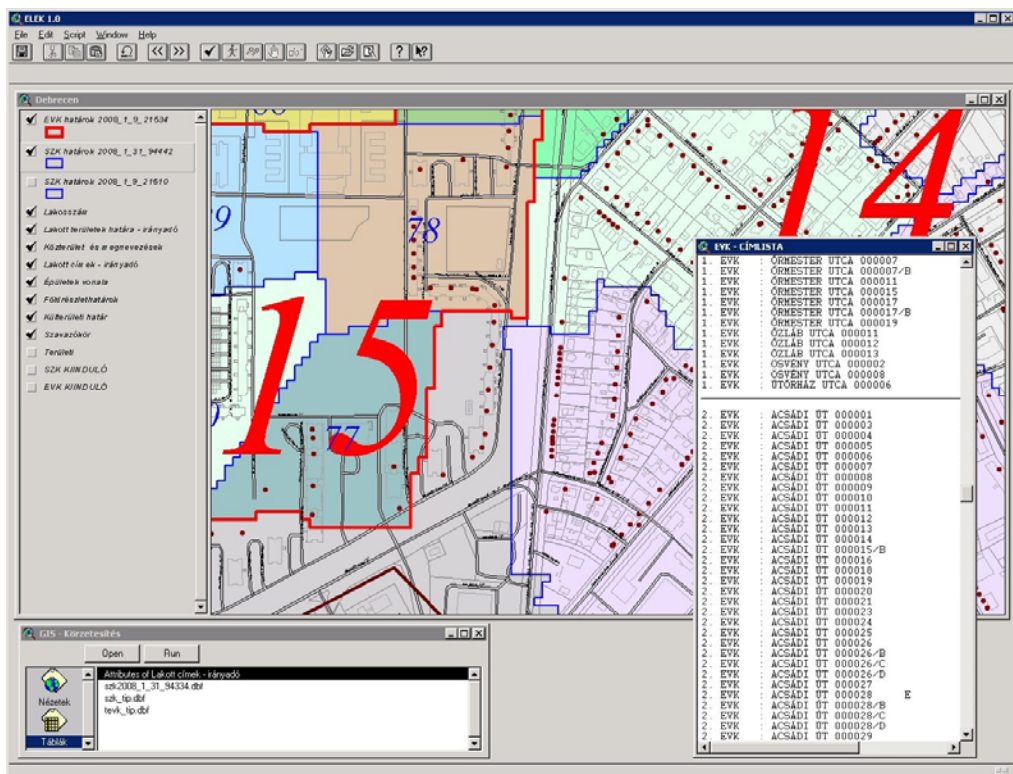 ELEK 1.0
File Edit Script Window Help
Debrecen
EVK határok 2008_1_9_21534
SZK határok 2008_1_31_94442
SZK határok 2008_1_9_21510
Lakosszám
Lakott területek határa - irányadó
Közterület és megnevezések
Lakott címek - irányadó
Épületek vonala
Földrészlethatárok
Külterületi határ
Szavazókör
Területi
SZK KIINDULÓ
EVK KIINDULÓ
14
78
15
77
EVK - CÍMLISTA
1. EVK : ŐRMESTER UTCA 000007
1. EVK : ŐRMESTER UTCA 000007/B
1. EVK : ŐRMESTER UTCA 000011
1. EVK : ŐRMESTER UTCA 000015
1. EVK : ŐRMESTER UTCA 000017
1. EVK : ŐRMESTER UTCA 000017/B
1. EVK : ŐRMESTER UTCA 000019
1. EVK : ŐZLÁB UTCA 000011
1. EVK : ŐZLÁB UTCA 000012
1. EVK : ŐZLÁB UTCA 000013
1. EVK : ÖSVÉNY UTCA 000002
1. EVK : ÖSVÉNY UTCA 000008
1. EVK : ÚTŐRHÁZ UTCA 000006
2. EVK : ACSÁDI ÚT 000001
2. EVK : ACSÁDI ÚT 000003
2. EVK : ACSÁDI ÚT 000004
2. EVK : ACSÁDI ÚT 000005
2. EVK : ACSÁDI ÚT 000006
2. EVK : ACSÁDI ÚT 000007
2. EVK : ACSÁDI ÚT 000008
2. EVK : ACSÁDI ÚT 000009
2. EVK : ACSÁDI ÚT 000010
2. EVK : ACSÁDI ÚT 000011
2. EVK : ACSÁDI ÚT 000012
2. EVK : ACSÁDI ÚT 000013
2. EVK : ACSÁDI ÚT 000014
2. EVK : ACSÁDI ÚT 000015/B
2. EVK : ACSÁDI ÚT 000016
2. EVK : ACSÁDI ÚT 000018
2. EVK : ACSÁDI ÚT 000019
2. EVK : ACSÁDI ÚT 000020
2. EVK : ACSÁDI ÚT 000021
2. EVK : ACSÁDI ÚT 000023
2. EVK : ACSÁDI ÚT 000024
2. EVK : ACSÁDI ÚT 000025
2. EVK : ACSÁDI ÚT 000026
2. EVK : ACSÁDI ÚT 000026/B
2. EVK : ACSÁDI ÚT 000026/C
2. EVK : ACSÁDI ÚT 000026/D
2. EVK : ACSÁDI ÚT 000027
2. EVK : ACSÁDI ÚT 000028 E
2. EVK : ACSÁDI ÚT 000028/B
2. EVK : ACSÁDI ÚT 000028/C
2. EVK : ACSÁDI ÚT 000028/D
2. EVK : ACSÁDI ÚT 000029
GIS - Körzetesítés
Open Run
Nézetek
Táblák
Attributes of Lakott címek - irányadó
szk2008_1_31_94334.dbf
szk_tip.dbf
tevk_tip.dbf